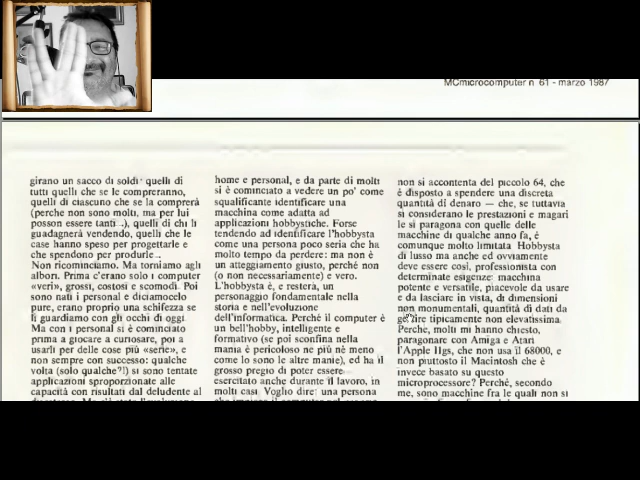 MCmicrocomputer n. 61 - marzo 1987
girano un sacco di soldi: quelli di
tutti quelli che se le compreranno,
quelli di ciascuno che se la comprerà
(perché non sono molti, ma per lui
posson essere tanti...), quelli di chi li
guadagnerà vendendo, quelli che le
case hanno speso per progettarle e
che spendono per produrle...
Non ricominciamo. Ma torniamo agli
albori. Prima c'erano solo i computer
«veri», grossi, costosi e scomodi. Poi
sono nati i personal e diciamocelo
pure, erano proprio una schifezza se
li guardiamo con gli occhi di oggi.
Ma con i personal si è cominciato
prima a giocare a curiosare, poi a
usarli per delle cose più «serie», e
non sempre con successo: qualche
volta (solo qualche?!) si sono tentate
applicazioni sproporzionate alle
capacità con risultati dal deludente al
home e personal, e da parte di molti
si è cominciato a vedere un po' come
squalificante identificare una
macchina come adatta ad
applicazioni hobbystiche. Forse
tendendo ad identificare l'hobbysta
come una persona poco seria che ha
molto tempo da perdere: ma non è
un atteggiamento giusto, perché non
(o non necessariamente) è vero.
L'hobbysta è, e resterà, un
personaggio fondamentale nella
storia e nell'evoluzione
dell'informatica. Perché il computer è
un bell'hobby, intelligente e
formativo (se poi sconfina nella
mania è pericoloso né più né meno
come lo sono le altre manie), ed ha il
grosso pregio di poter essere
esercitato anche durante il lavoro, in
molti casi. Voglio dire: una persona
non si accontenta del piccolo 64, che
è disposto a spendere una discreta
quantità di denaro — che, se tuttavia
si considerano le prestazioni e magari
le si paragona con quelle delle
macchine di qualche anno fa, è
comunque molto limitata. Hobbysta
di lusso ma anche ed ovviamente
deve essere così, professionista con
determinate esigenze: macchina
potente e versatile, piacevole da usare
e da lasciare in vista, di dimensioni
non monumentali, quantità di dati da
gestire tipicamente non elevatissima.
Perché, molti mi hanno chiesto,
paragonare con Amiga e Atari
l'Apple IIgs, che non usa il 68000, e
non piuttosto il Macintosh che è
invece basato su questo
microprocessore? Perché, secondo
me, sono macchine fra le quali non si